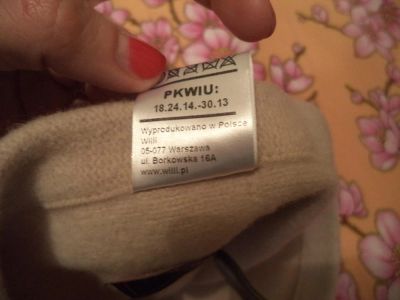 PKWIU:
18.24.14.-30.13
Wyprodukowano w Polsce
Willi
05-077 Warszawa
ul. Borkowska 16A
www.willi.pl